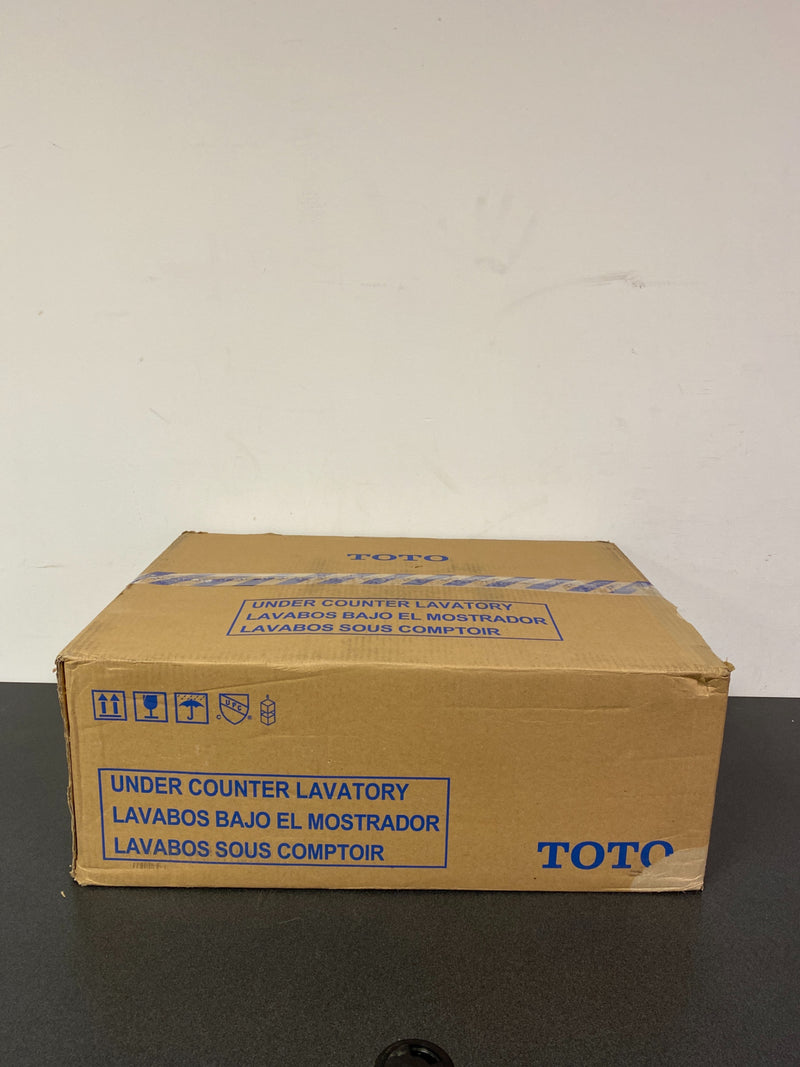 TOTO
UNDER COUNTER LAVATORY
LAVABOS BAJO EL MOSTRADOR
LAVABOS SOUS COMPTOIR
UPC
UNDER COUNTER LAVATORY
LAVABOS BAJO EL MOSTRADOR
LAVABOS SOUS COMPTOIR
TOTO